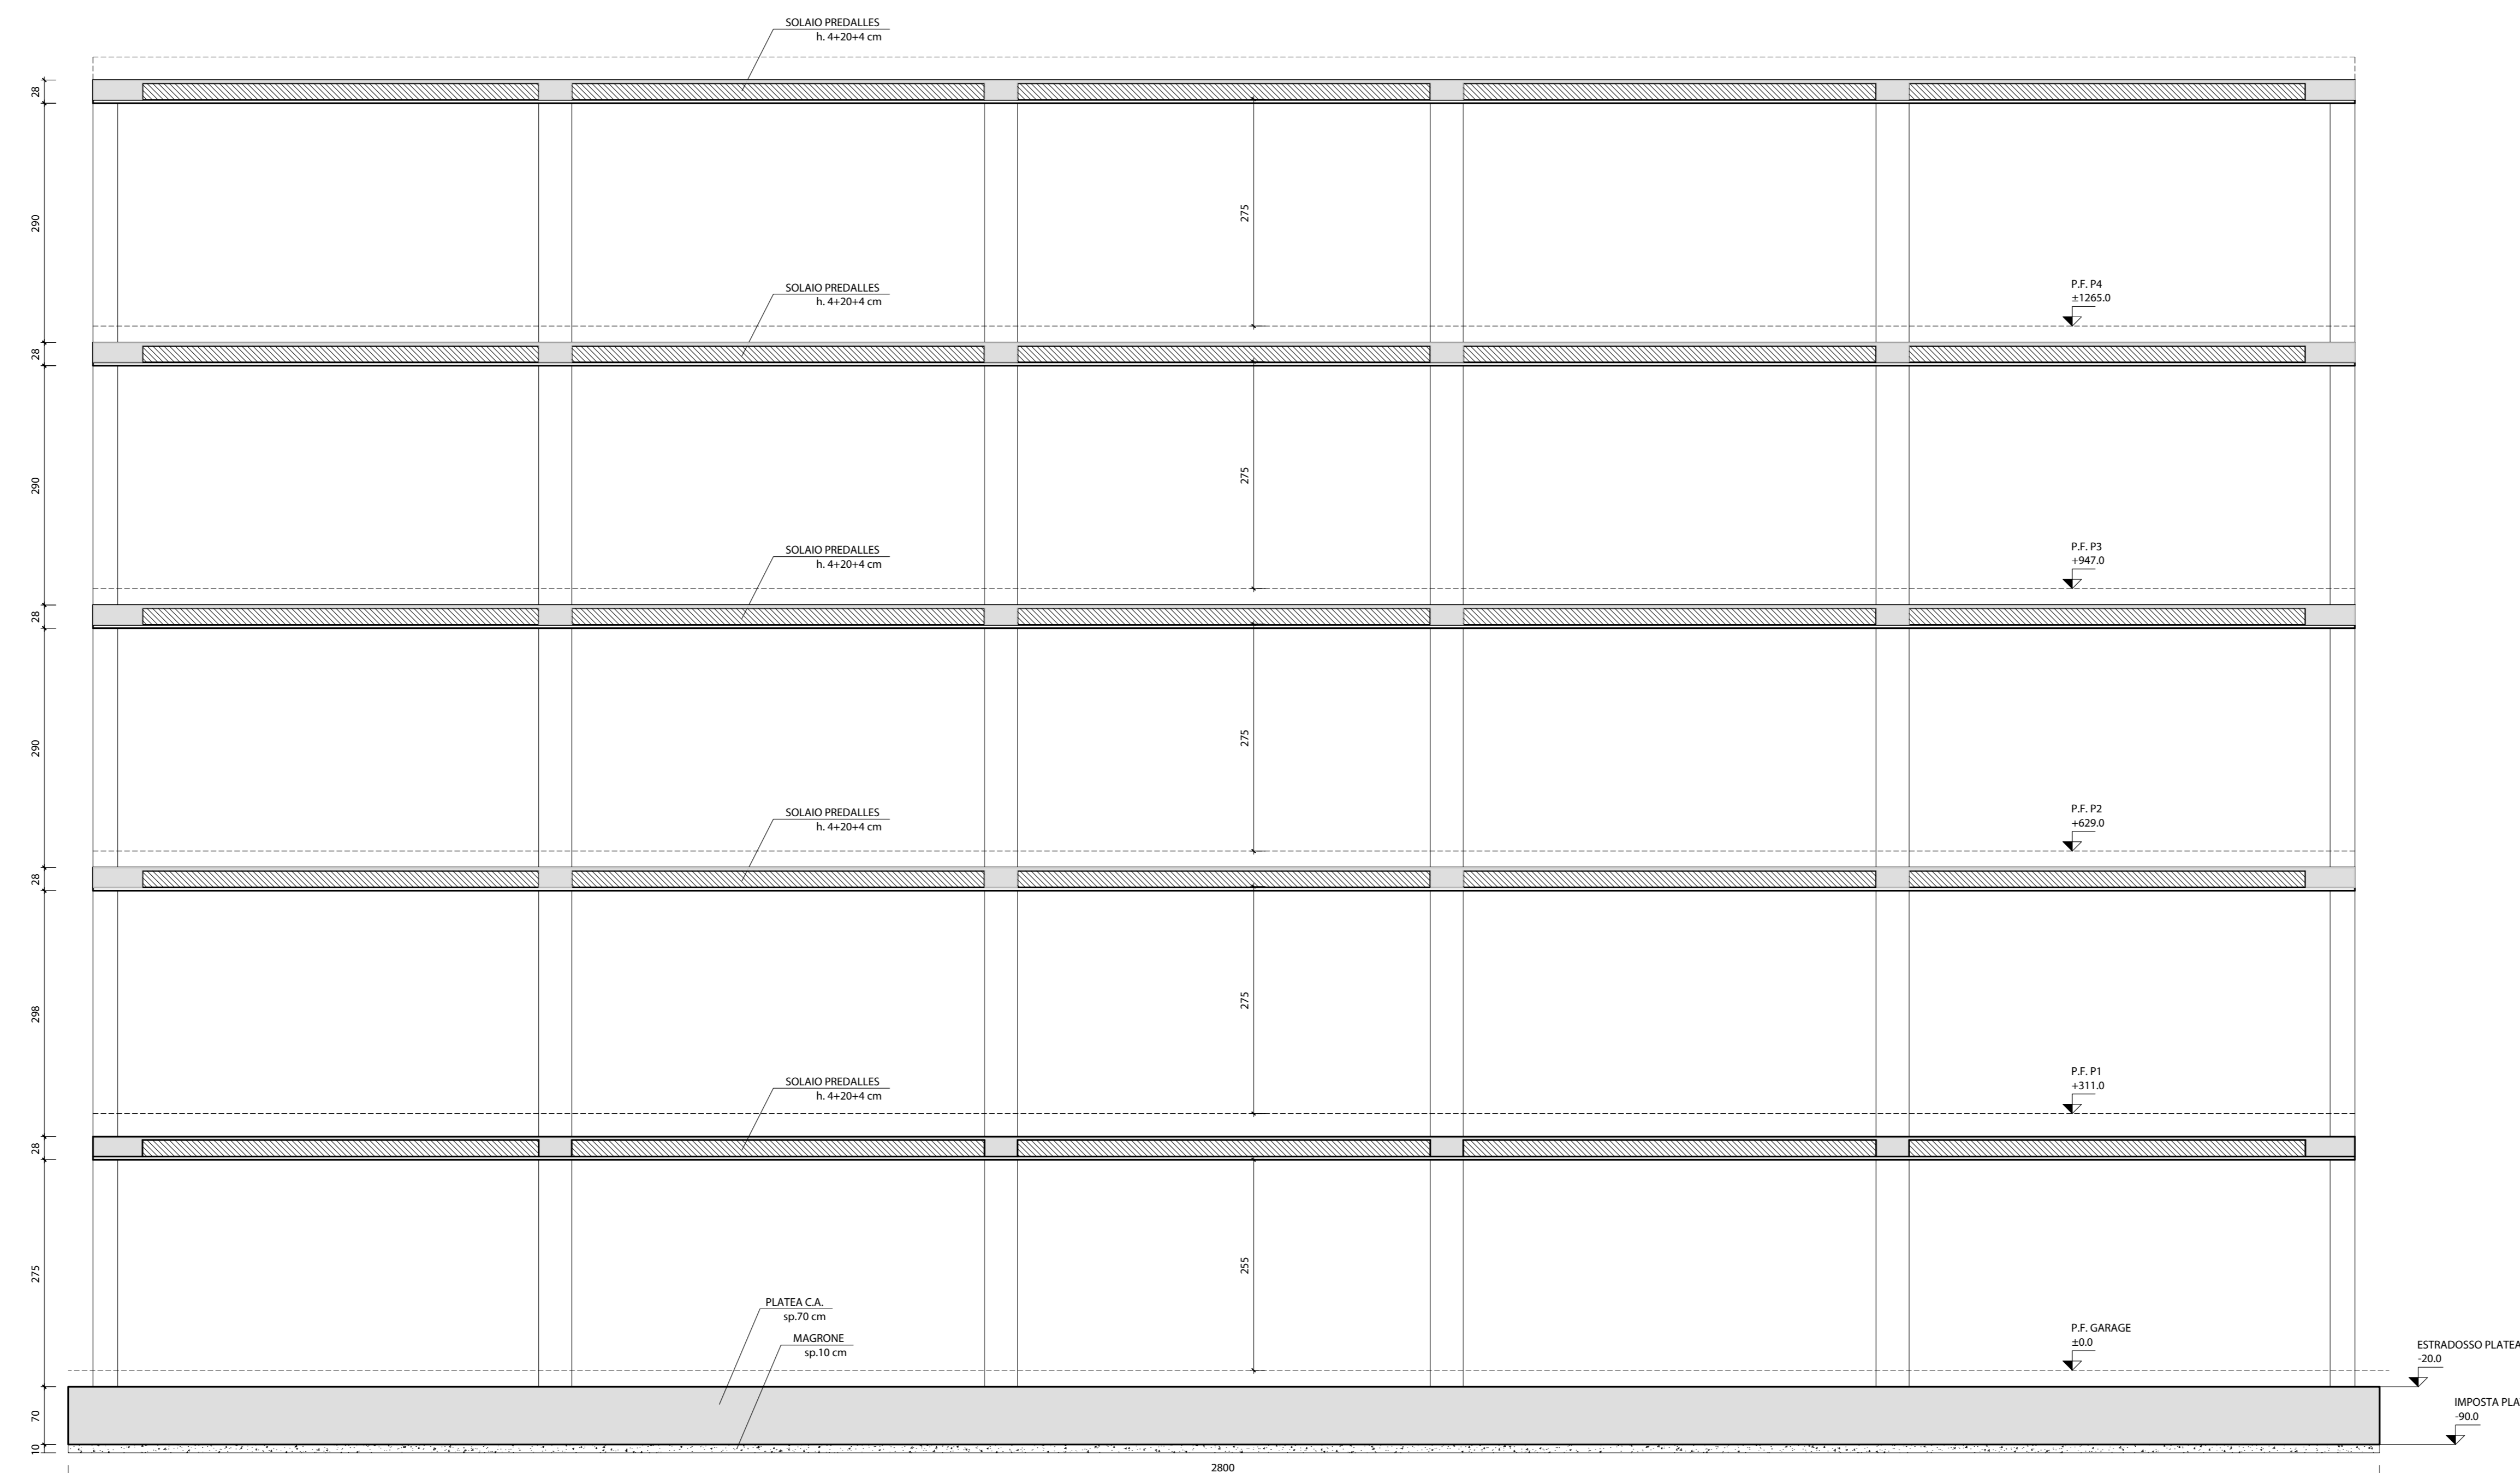 SOLAIO PREDALLES
h. 4+20+4 cm
28
290
275
SOLAIO PREDALLES
h. 4+20+4 cm
P.F. P4
±1265.0
28
290
275
SOLAIO PREDALLES
h. 4+20+4 cm
P.F. P3
+947.0
28
290
275
SOLAIO PREDALLES
h. 4+20+4 cm
P.F. P2
+629.0
28
298
275
SOLAIO PREDALLES
h. 4+20+4 cm
P.F. P1
+311.0
28
275
255
PLATEA C.A.
sp.70 cm
MAGRONE
sp.10 cm
P.F. GARAGE
±0.0
ESTRADOSSO PLATEA
-20.0
IMPOSTA PLA
-90.0
70
10
2800